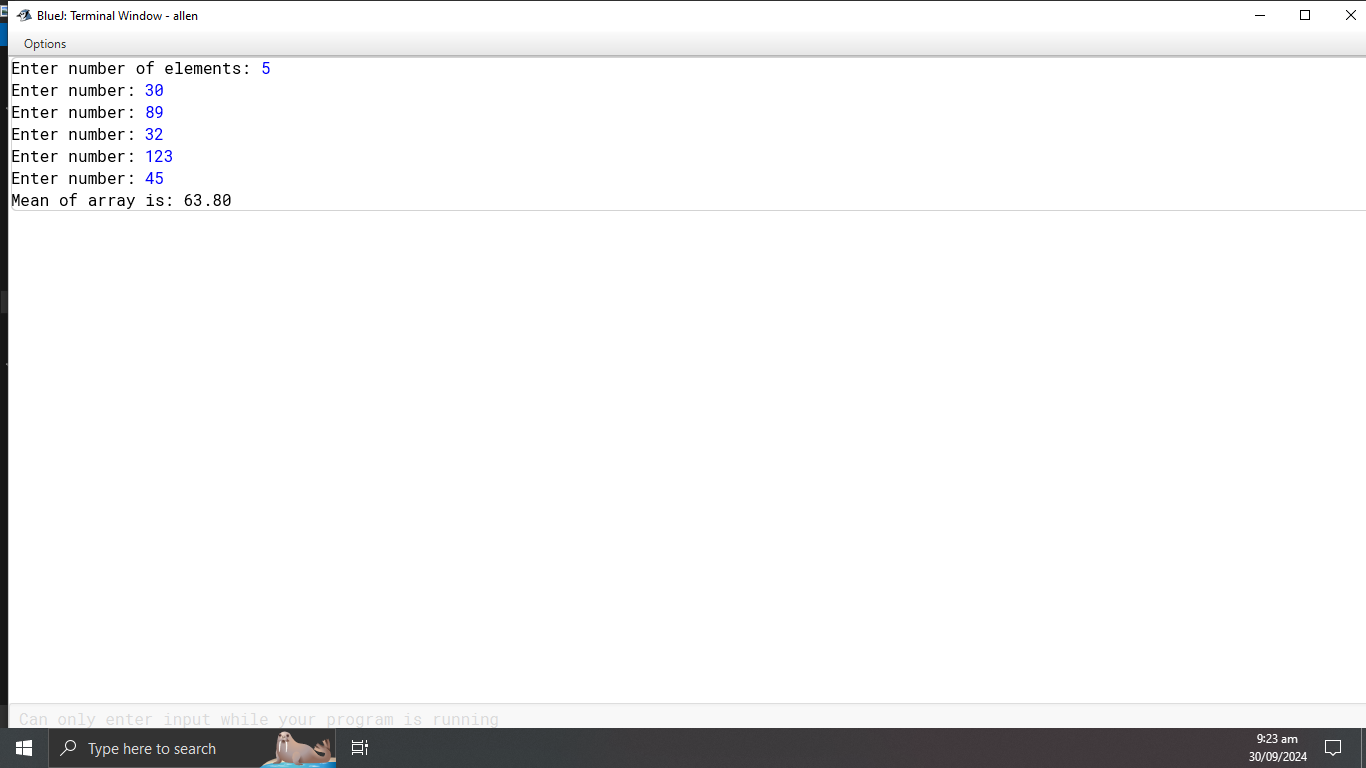 BlueJ: Terminal Window - allen
Options
Enter number of elements: 5
Enter number: 30
Enter number: 89
Enter number: 32
Enter number: 123
Enter number: 45
Mean of array is: 63.80
Can only enter input while your program is running
Type here to search
9:23 am
30/09/2024